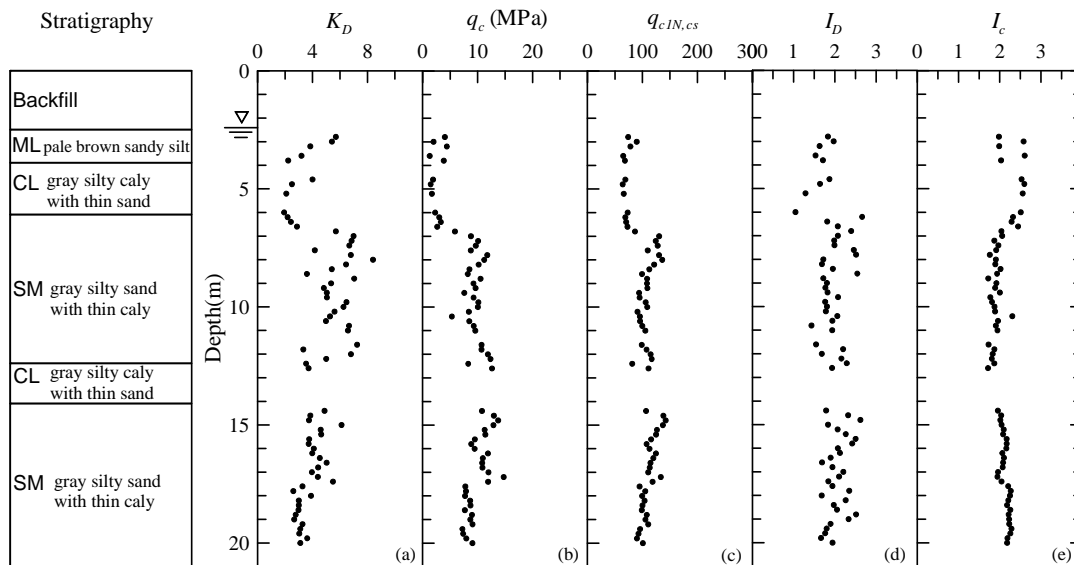 Stratigraphy
K_D
q_c (MPa)
q_c1N,cs
I_D
I_c
0 4 8
0 10 20
0 100 200 300
0 1 2 3
0 1 2 3
0
5
10
15
20
Depth(m)
Backfill
ML pale brown sandy silt
CL gray silty caly
with thin sand
SM gray silty sand
with thin caly
CL gray silty caly
with thin sand
SM gray silty sand
with thin caly
(a)
(b)
(c)
(d)
(e)